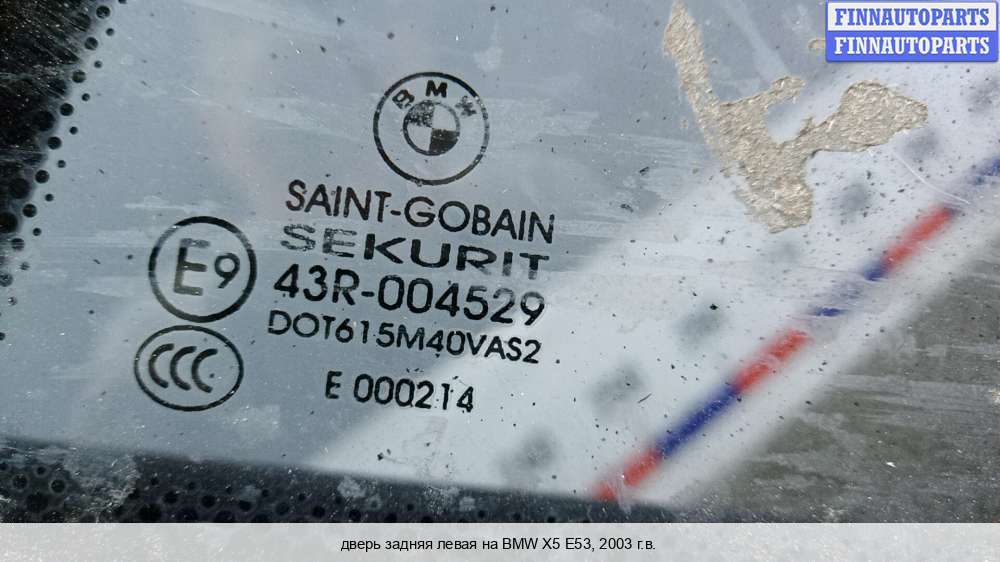 FINNAUTOPARTS
FINNAUTOPARTS
BMW
SAINT-GOBAIN
SEKURIT
E9
43R-004529
DOT615M40VAS2
CCC
E 000214
дверь задняя левая на BMW X5 E53, 2003 г.в.